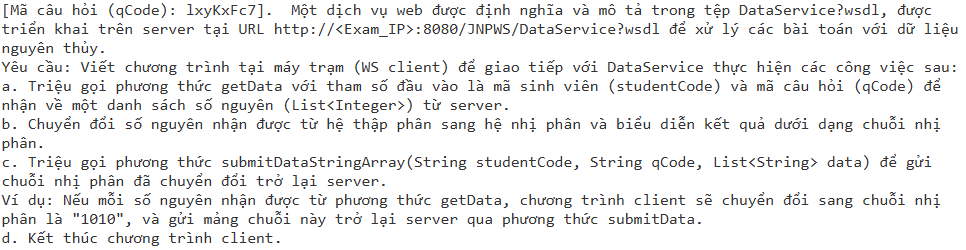 [Mã câu hỏi (qCode): lxyKxFc7].  Một dịch vụ web được định nghĩa và mô tả trong tệp DataService?wsdl, được
triển khai trên server tại URL http://<Exam_IP>:8080/JNPWS/DataService?wsdl để xử lý các bài toán với dữ liệu
nguyên thủy.
Yêu cầu: Viết chương trình tại máy trạm (WS client) để giao tiếp với DataService thực hiện các công việc sau:
a. Triệu gọi phương thức getData với tham số đầu vào là mã sinh viên (studentCode) và mã câu hỏi (qCode) để
nhận về một danh sách số nguyên (List<Integer>) từ server.
b. Chuyển đổi số nguyên nhận được từ hệ thập phân sang hệ nhị phân và biểu diễn kết quả dưới dạng chuỗi nhị
phân.
c. Triệu gọi phương thức submitDataStringArray(String studentCode, String qCode, List<String> data) để gửi
chuỗi nhị phân đã chuyển đổi trở lại server.
Ví dụ: Nếu mỗi số nguyên nhận được từ phương thức getData, chương trình client sẽ chuyển đổi sang chuỗi nhị
phân là "1010", và gửi mảng chuỗi này trở lại server qua phương thức submitData.
d. Kết thúc chương trình client.